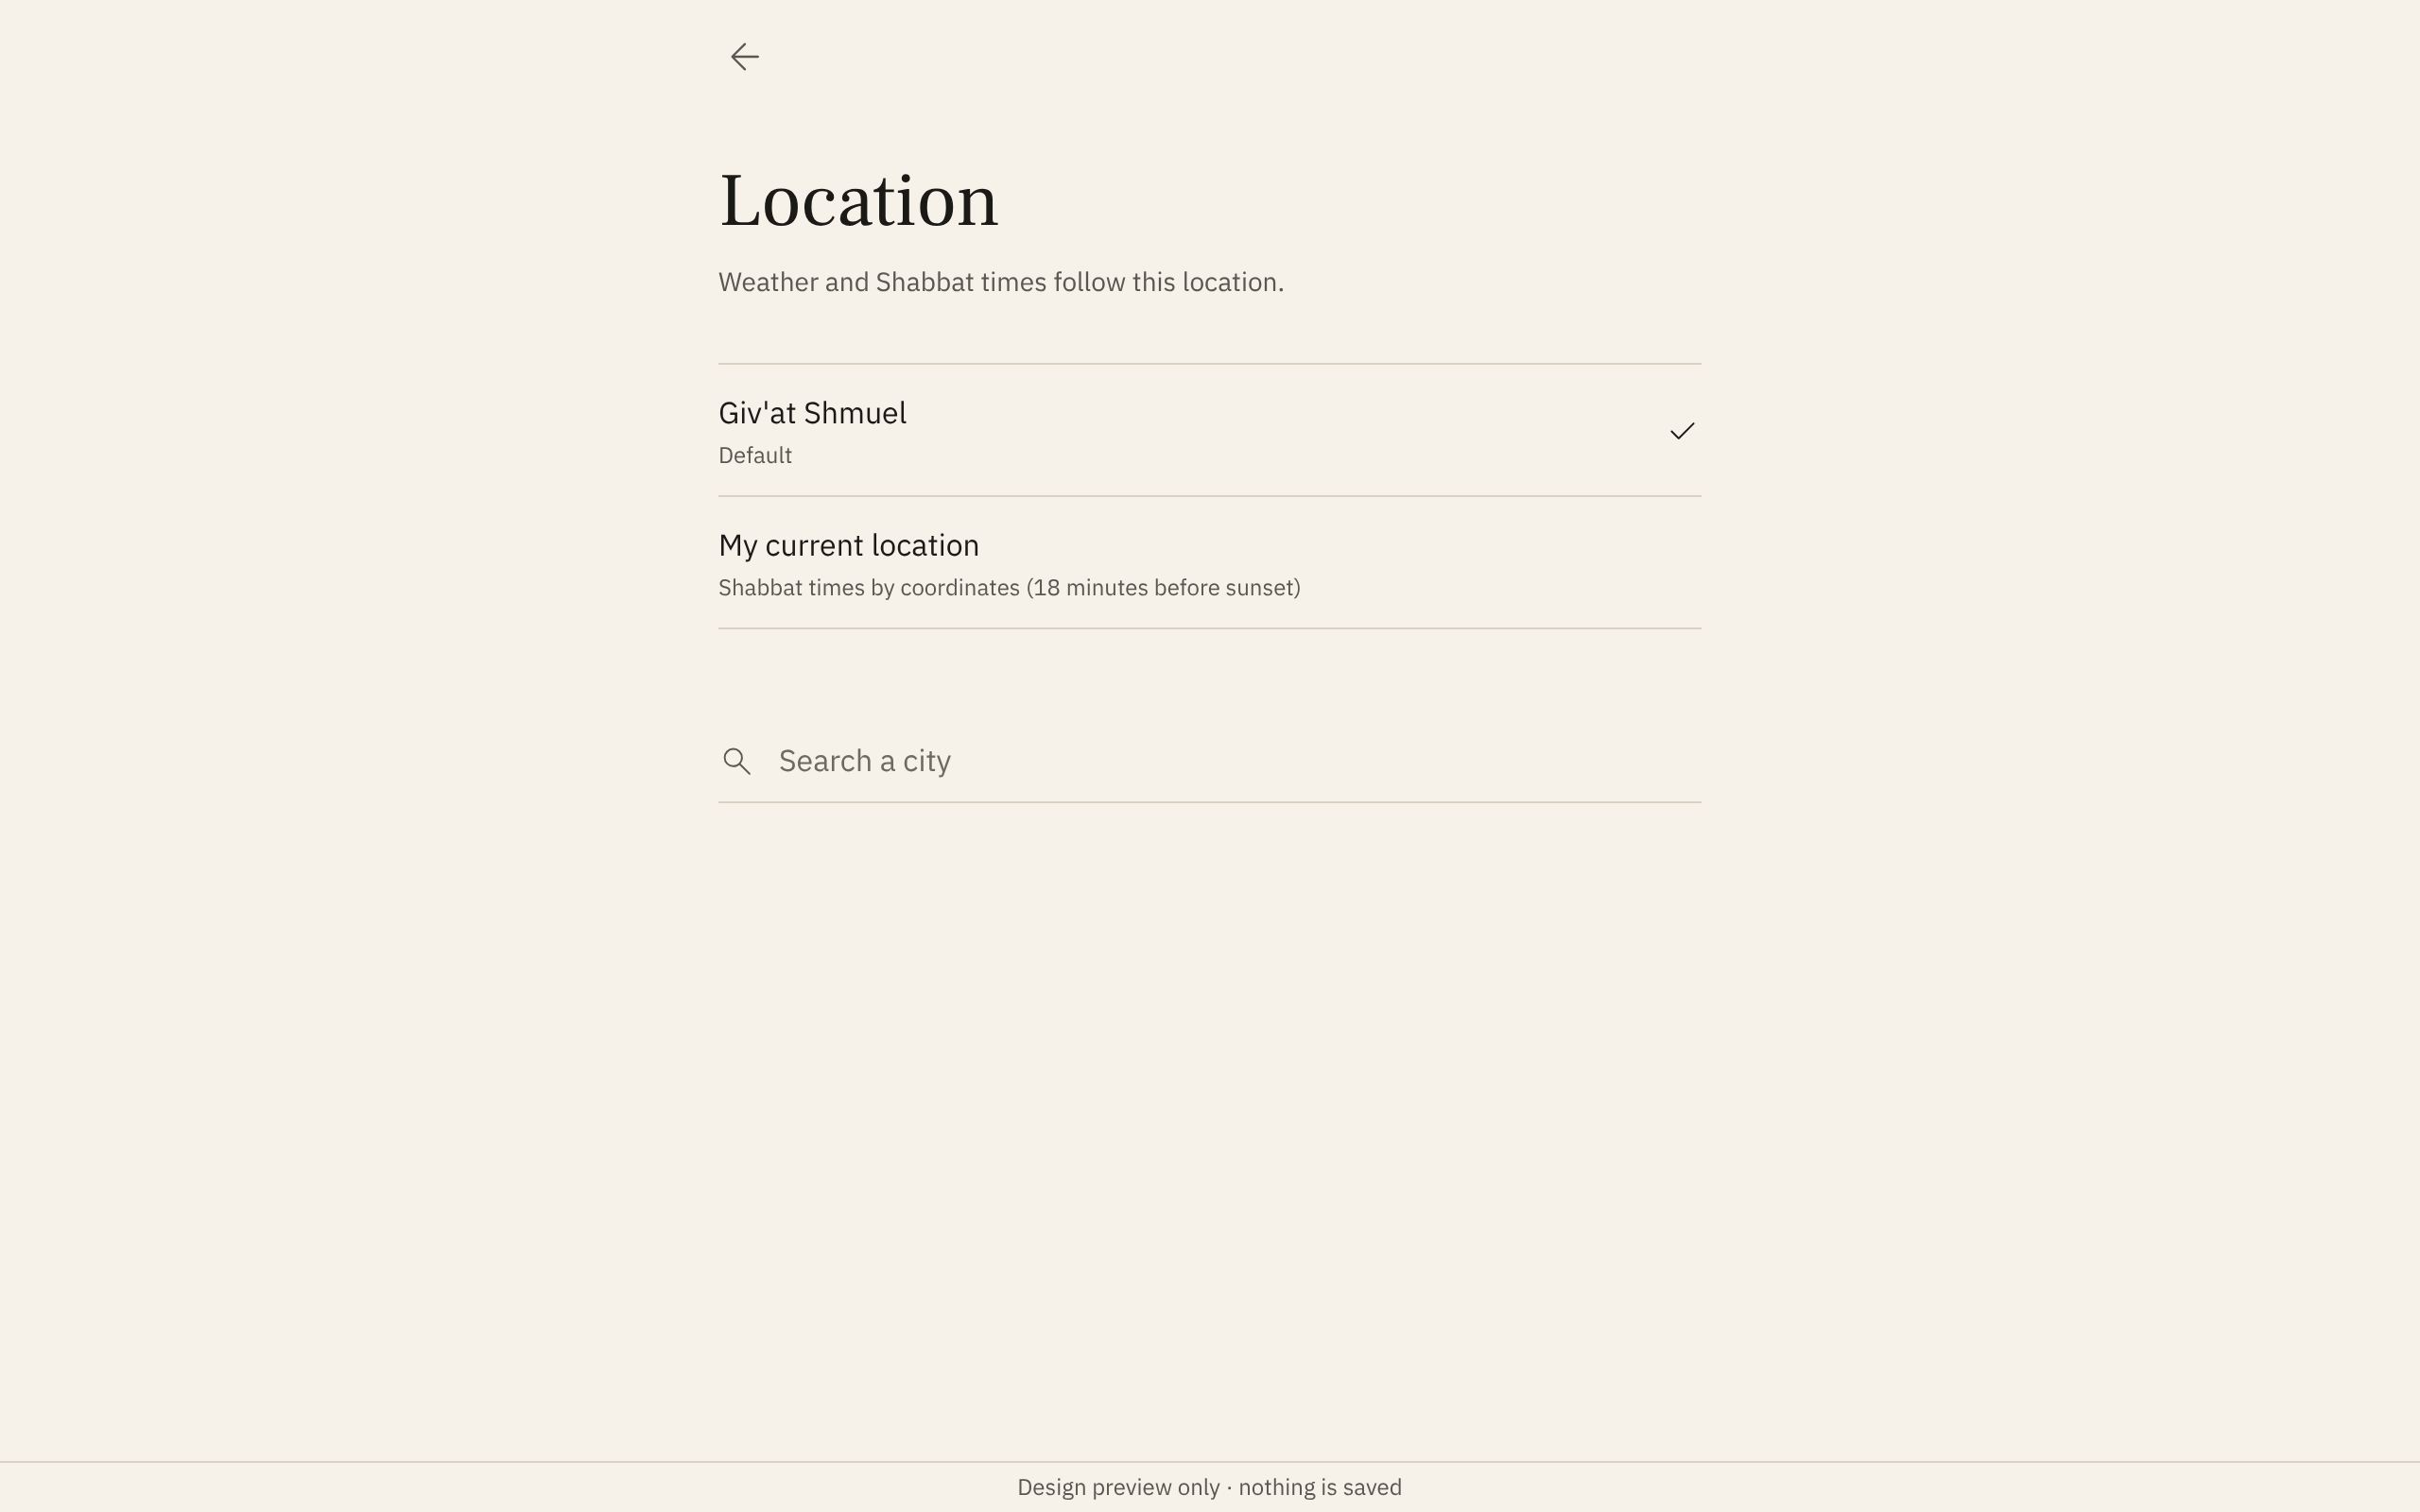 Location
Weather and Shabbat times follow this location.
Giv'at Shmuel
Default
My current location
Shabbat times by coordinates (18 minutes before sunset)
Search a city
Design preview only · nothing is saved